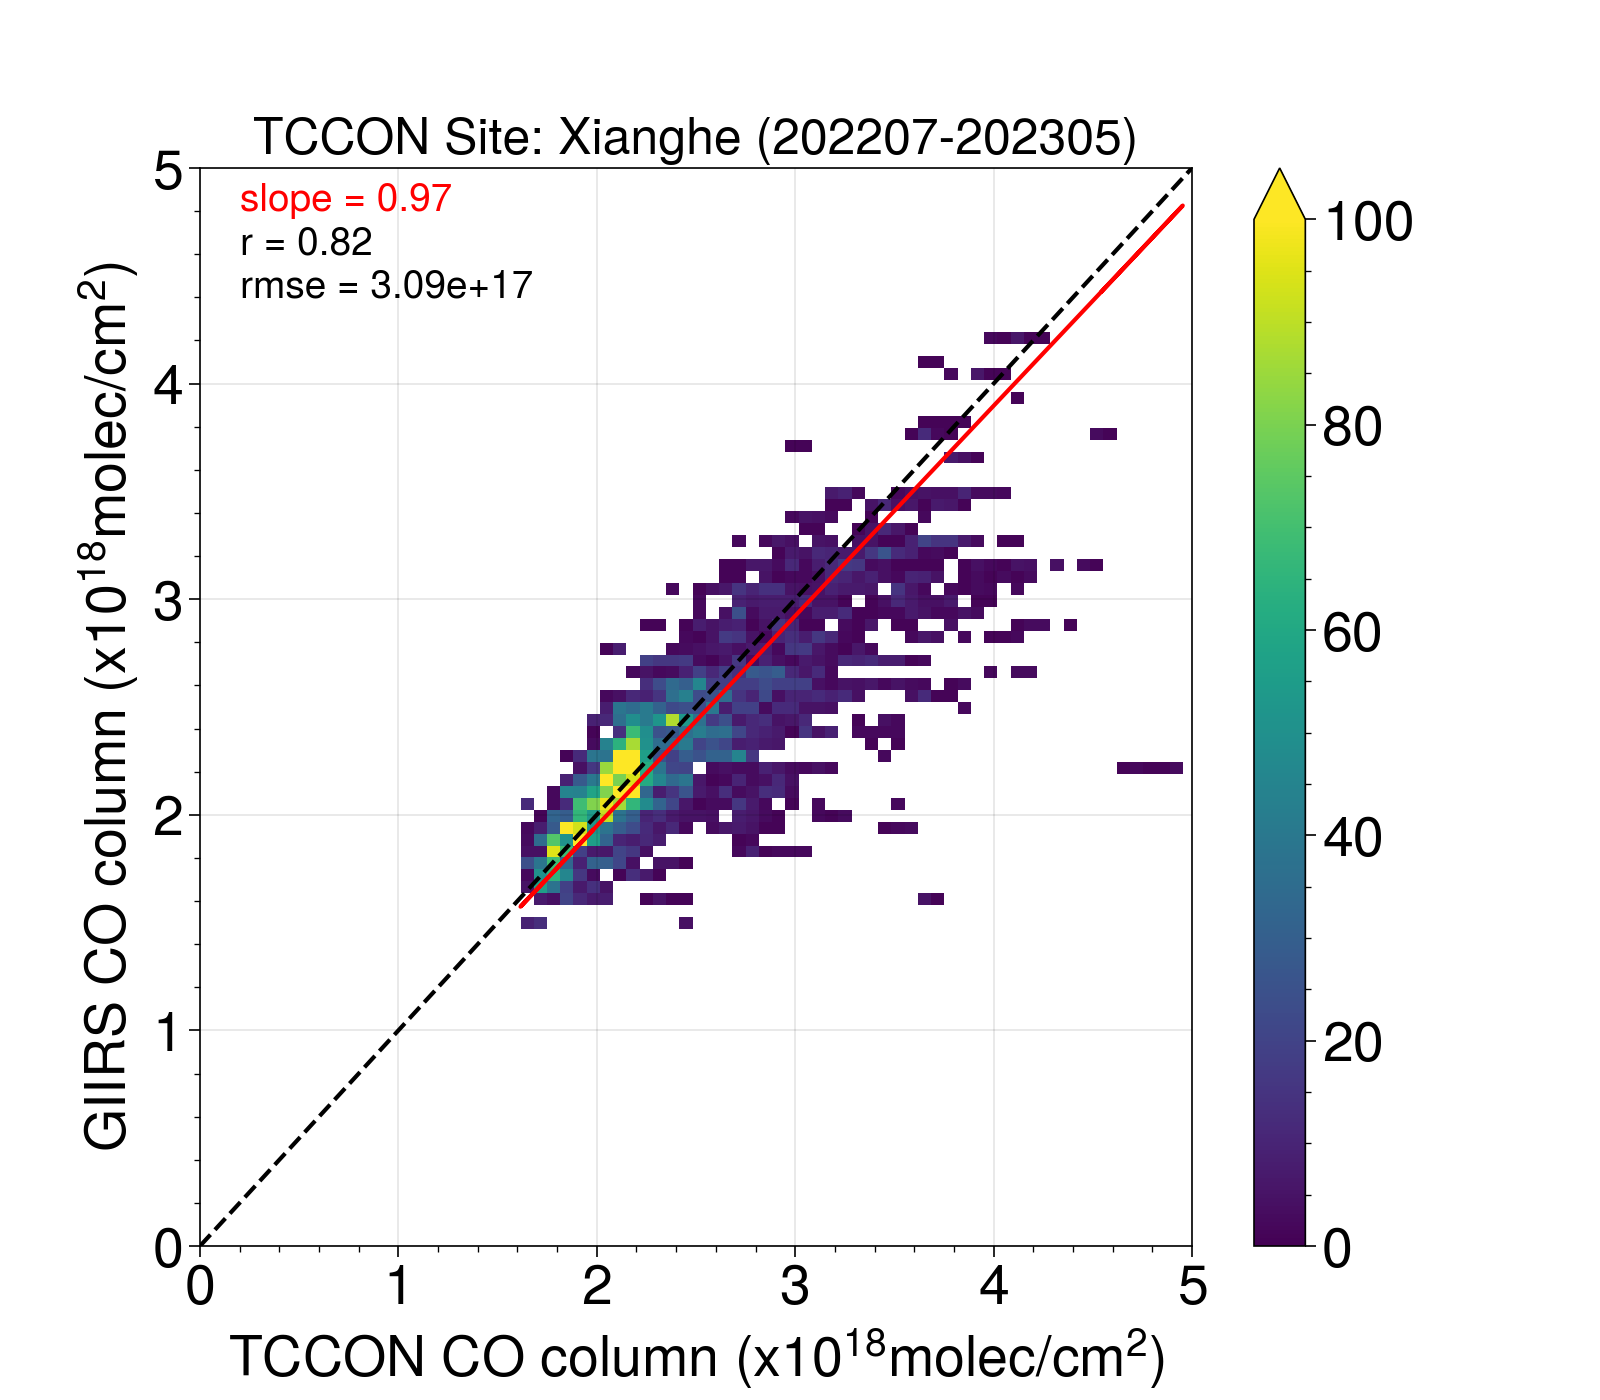 TCCON Site: Xianghe (202207-202305)
slope = 0.97
r = 0.82
rmse = 3.09e+17
GIIRS CO column (x10¹⁸molec/cm²)
5
4
3
2
1
0
0 1 2 3 4 5
TCCON CO column (x10¹⁸molec/cm²)
100
80
60
40
20
0